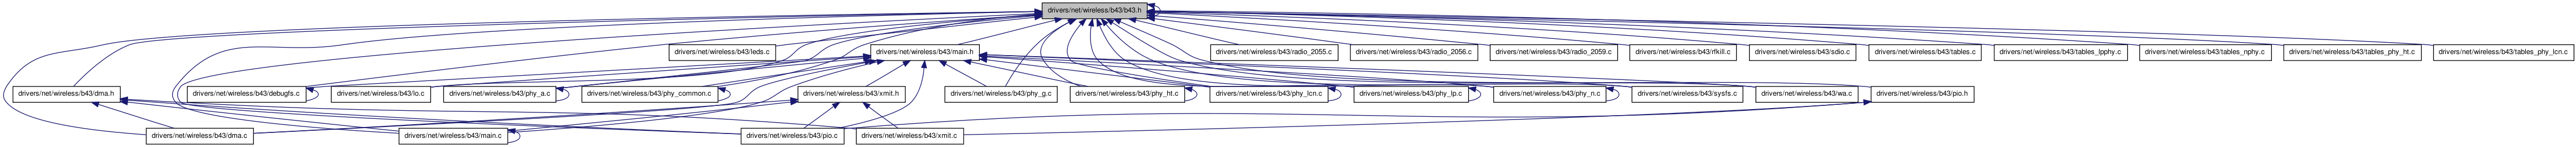 drivers/net/wireless/b43/b43.h
drivers/net/wireless/b43/leds.c
drivers/net/wireless/b43/main.h
drivers/net/wireless/b43/radio_2055.c
drivers/net/wireless/b43/radio_2056.c
drivers/net/wireless/b43/radio_2059.c
drivers/net/wireless/b43/rfkill.c
drivers/net/wireless/b43/sdio.c
drivers/net/wireless/b43/tables.c
drivers/net/wireless/b43/tables_lpphy.c
drivers/net/wireless/b43/tables_nphy.c
drivers/net/wireless/b43/tables_phy_ht.c
drivers/net/wireless/b43/tables_phy_lcn.c
drivers/net/wireless/b43/dma.h
drivers/net/wireless/b43/debugfs.c
drivers/net/wireless/b43/lo.c
drivers/net/wireless/b43/phy_a.c
drivers/net/wireless/b43/phy_common.c
drivers/net/wireless/b43/xmit.h
drivers/net/wireless/b43/phy_g.c
drivers/net/wireless/b43/phy_ht.c
drivers/net/wireless/b43/phy_lcn.c
drivers/net/wireless/b43/phy_lp.c
drivers/net/wireless/b43/phy_n.c
drivers/net/wireless/b43/sysfs.c
drivers/net/wireless/b43/wa.c
drivers/net/wireless/b43/pio.h
drivers/net/wireless/b43/dma.c
drivers/net/wireless/b43/main.c
drivers/net/wireless/b43/pio.c
drivers/net/wireless/b43/xmit.c